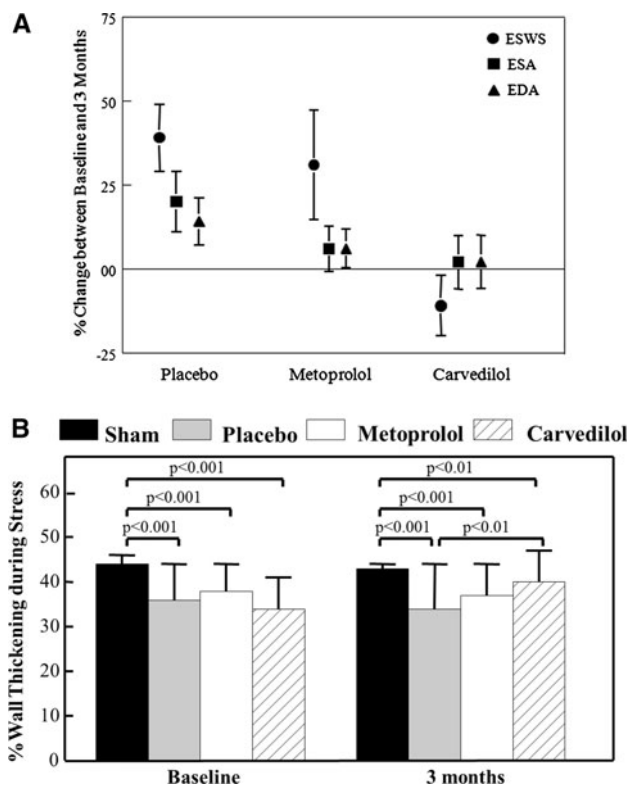 A
75
50
25
00
-25
% Change between Baseline and 3 Months
ESWS
ESA
EDA
Placebo Metoprolol Carvedilol
B
Sham Placebo Metoprolol Carvedilol
% Wall Thickening during Stress
60
50
40
30
20
10
0
p<0.001 p<0.01
p<0.001 p<0.001
p<0.001 p<0.001 p<0.01
Baseline 3 months